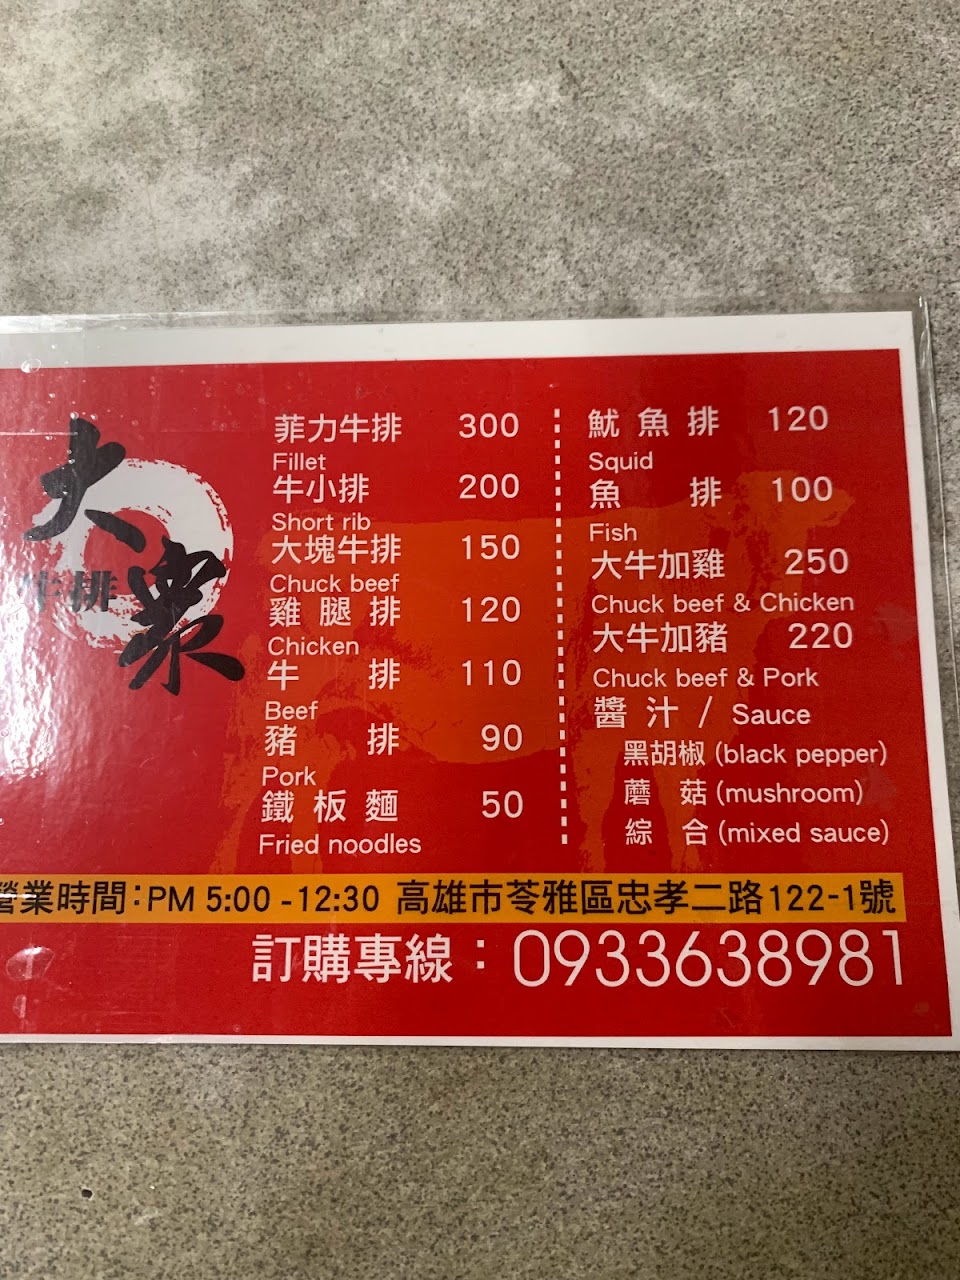 大眾
牛排
菲力牛排 300
Fillet
牛小排 200
Short rib
大塊牛排 150
Chuck beef
雞腿排 120
Chicken
牛排 110
Beef
豬排 90
Pork
鐵板麵 50
Fried noodles
魷魚排 120
Squid
魚排 100
Fish
大牛加雞 250
Chuck beef & Chicken
大牛加豬 220
Chuck beef & Pork
醬汁 / Sauce
黑胡椒 (black pepper)
蘑菇 (mushroom)
綜合 (mixed sauce)
營業時間:PM 5:00 -12:30 高雄市苓雅區忠孝二路122-1號
訂購專線:0933638981